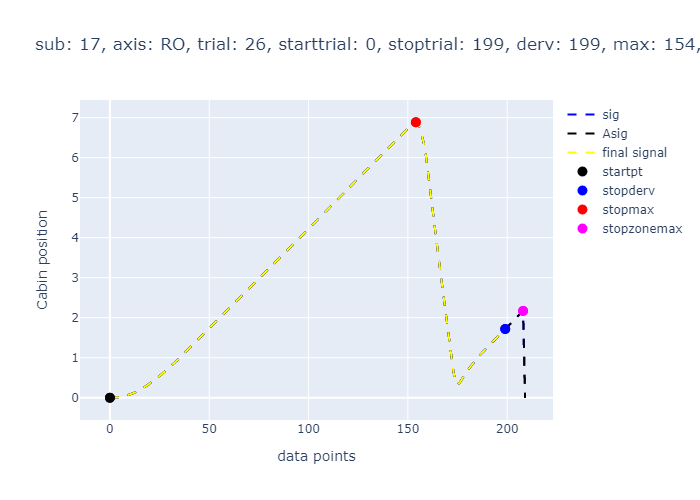 sub: 17, axis: RO, trial: 26, starttrial: 0, stoptrial: 199, derv: 199, max: 154,
7
6
5
4
3
2
1
0
Cabin position
0 50 100 150 200
data points
sig
Asig
final signal
startpt
stopderv
stopmax
stopzonemax